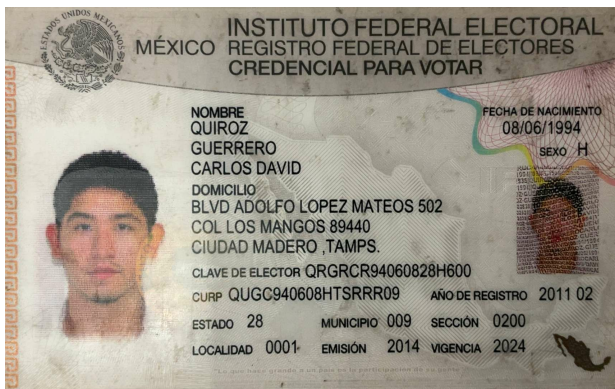 ESTADOS UNIDOS MEXICANOS
MÉXICO
INSTITUTO FEDERAL ELECTORAL
REGISTRO FEDERAL DE ELECTORES
CREDENCIAL PARA VOTAR
NOMBRE
QUIROZ
GUERRERO
CARLOS DAVID
FECHA DE NACIMIENTO
08/06/1994
SEXO H
DOMICILIO
BLVD ADOLFO LOPEZ MATEOS 502
COL LOS MANGOS 89440
CIUDAD MADERO ,TAMPS.
CLAVE DE ELECTOR QRGRCR94060828H600
CURP QUGC940608HTSRRR09 AÑO DE REGISTRO 2011 02
ESTADO 28 MUNICIPIO 009 SECCIÓN 0200
LOCALIDAD 0001 EMISIÓN 2014 VIGENCIA 2024